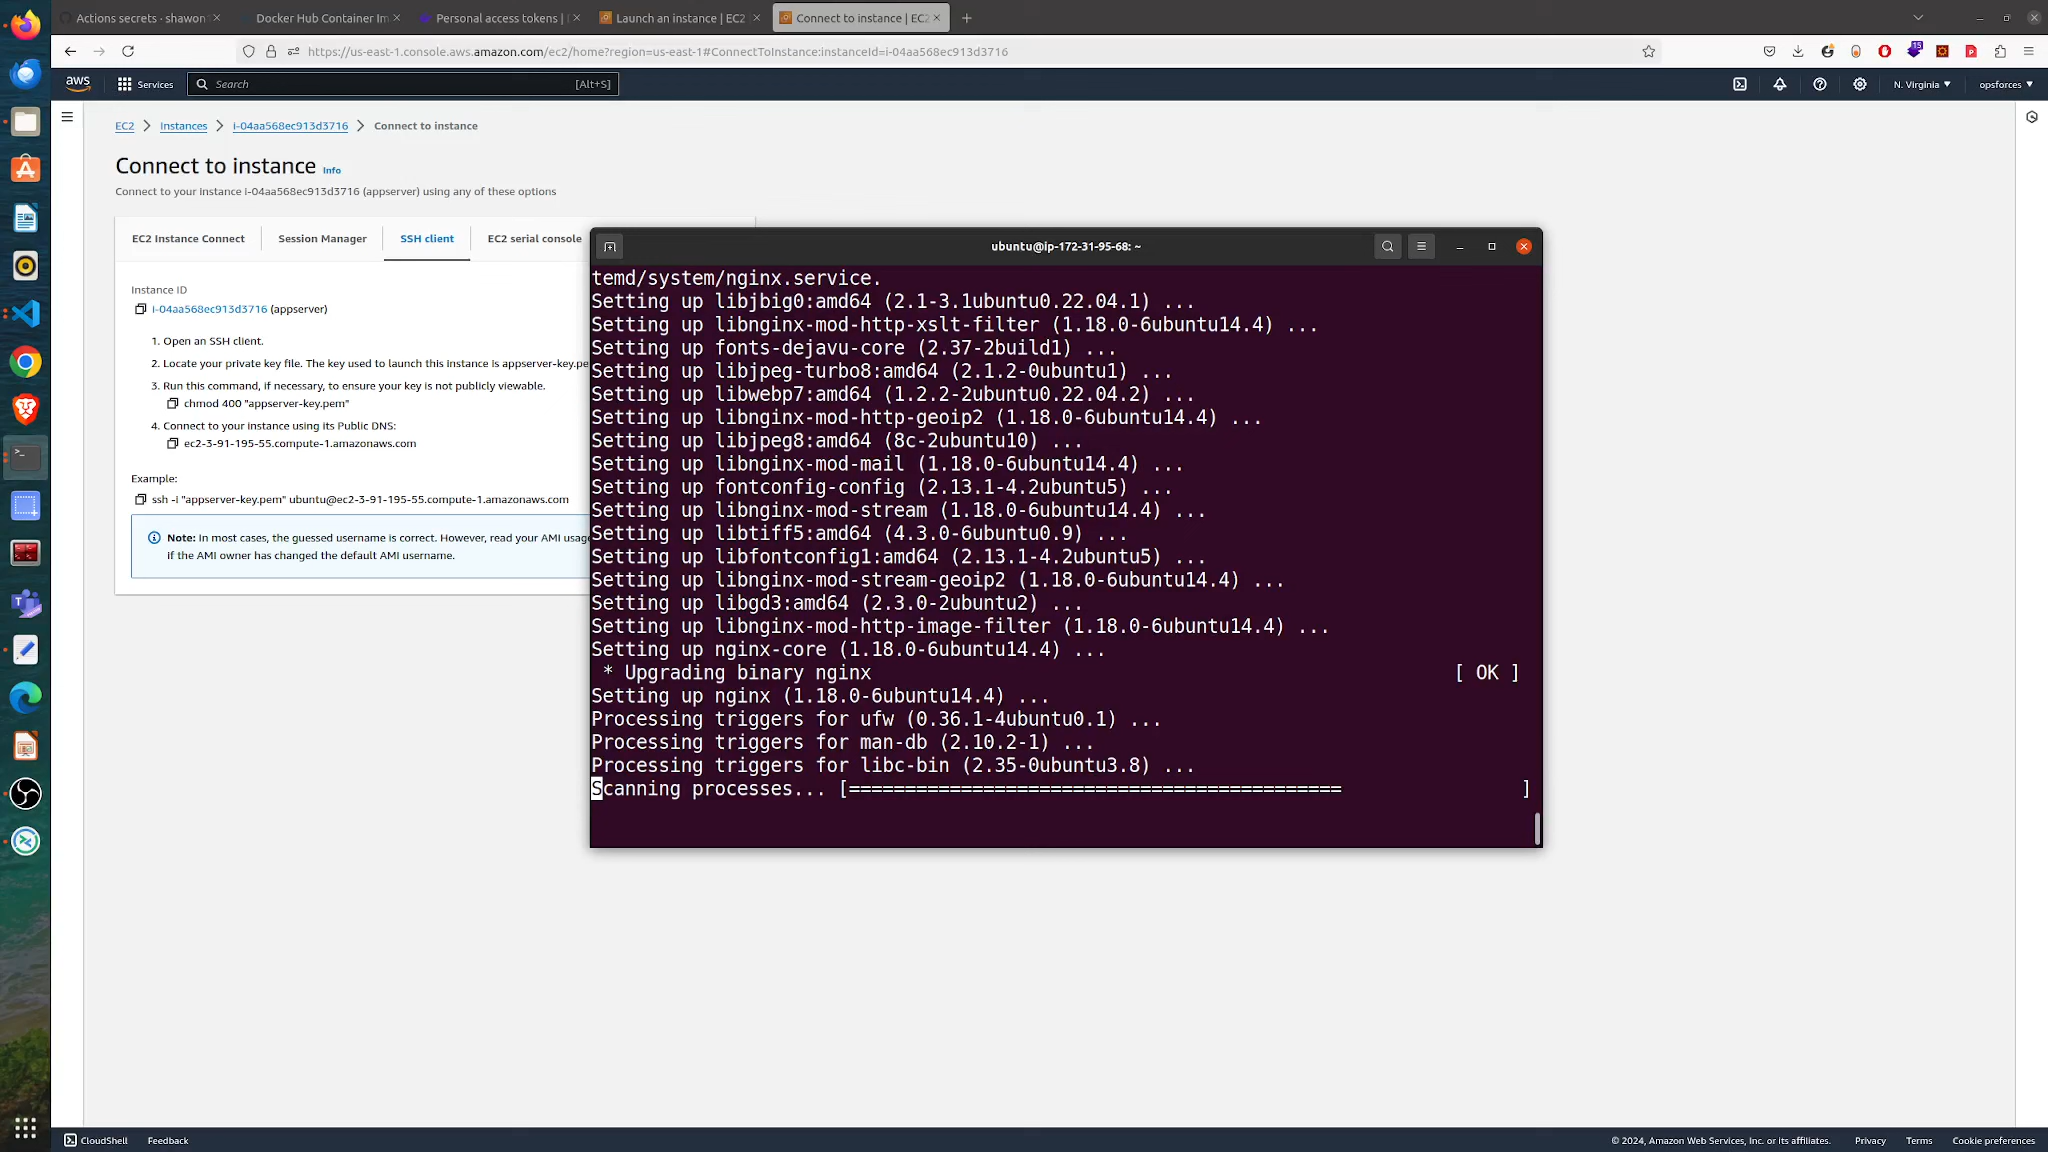 Actions secrets · shawon
Docker Hub Container Im
Personal access tokens |
Launch an instance | EC2
Connect to instance | EC2
https://us-east-1.console.aws.amazon.com/ec2/home?region=us-east-1#ConnectToInstance:instanceId=i-04aa568ec913d3716
15
aws
Services
Search
[Alt+S]
N. Virginia
opsforces
EC2 > Instances > i-04aa568ec913d3716 > Connect to instance
Connect to instance Info
Connect to your instance i-04aa568ec913d3716 (appserver) using any of these options
EC2 Instance Connect
Session Manager
SSH client
EC2 serial console
Instance ID
i-04aa568ec913d3716 (appserver)
1. Open an SSH client.
2. Locate your private key file. The key used to launch this instance is appserver-key.pe
3. Run this command, if necessary, to ensure your key is not publicly viewable.
chmod 400 "appserver-key.pem"
4. Connect to your instance using its Public DNS:
ec2-3-91-195-55.compute-1.amazonaws.com
Example:
ssh -i "appserver-key.pem" ubuntu@ec2-3-91-195-55.compute-1.amazonaws.com
Note: In most cases, the guessed username is correct. However, read your AMI usag
if the AMI owner has changed the default AMI username.
ubuntu@ip-172-31-95-68: ~
temd/system/nginx.service.
Setting up libjbig0:amd64 (2.1-3.1ubuntu0.22.04.1) ...
Setting up libnginx-mod-http-xslt-filter (1.18.0-6ubuntu14.4) ...
Setting up fonts-dejavu-core (2.37-2build1) ...
Setting up libjpeg-turbo8:amd64 (2.1.2-0ubuntu1) ...
Setting up libwebp7:amd64 (1.2.2-2ubuntu0.22.04.2) ...
Setting up libnginx-mod-http-geoip2 (1.18.0-6ubuntu14.4) ...
Setting up libjpeg8:amd64 (8c-2ubuntu10) ...
Setting up libnginx-mod-mail (1.18.0-6ubuntu14.4) ...
Setting up fontconfig-config (2.13.1-4.2ubuntu5) ...
Setting up libnginx-mod-stream (1.18.0-6ubuntu14.4) ...
Setting up libtiff5:amd64 (4.3.0-6ubuntu0.9) ...
Setting up libfontconfig1:amd64 (2.13.1-4.2ubuntu5) ...
Setting up libnginx-mod-stream-geoip2 (1.18.0-6ubuntu14.4) ...
Setting up libgd3:amd64 (2.3.0-2ubuntu2) ...
Setting up libnginx-mod-http-image-filter (1.18.0-6ubuntu14.4) ...
Setting up nginx-core (1.18.0-6ubuntu14.4) ...
* Upgrading binary nginx [ OK ]
Setting up nginx (1.18.0-6ubuntu14.4) ...
Processing triggers for ufw (0.36.1-4ubuntu0.1) ...
Processing triggers for man-db (2.10.2-1) ...
Processing triggers for libc-bin (2.35-0ubuntu3.8) ...
Scanning processes... [============================================ ]
CloudShell
Feedback
© 2024, Amazon Web Services, Inc. or its affiliates.
Privacy
Terms
Cookie preferences